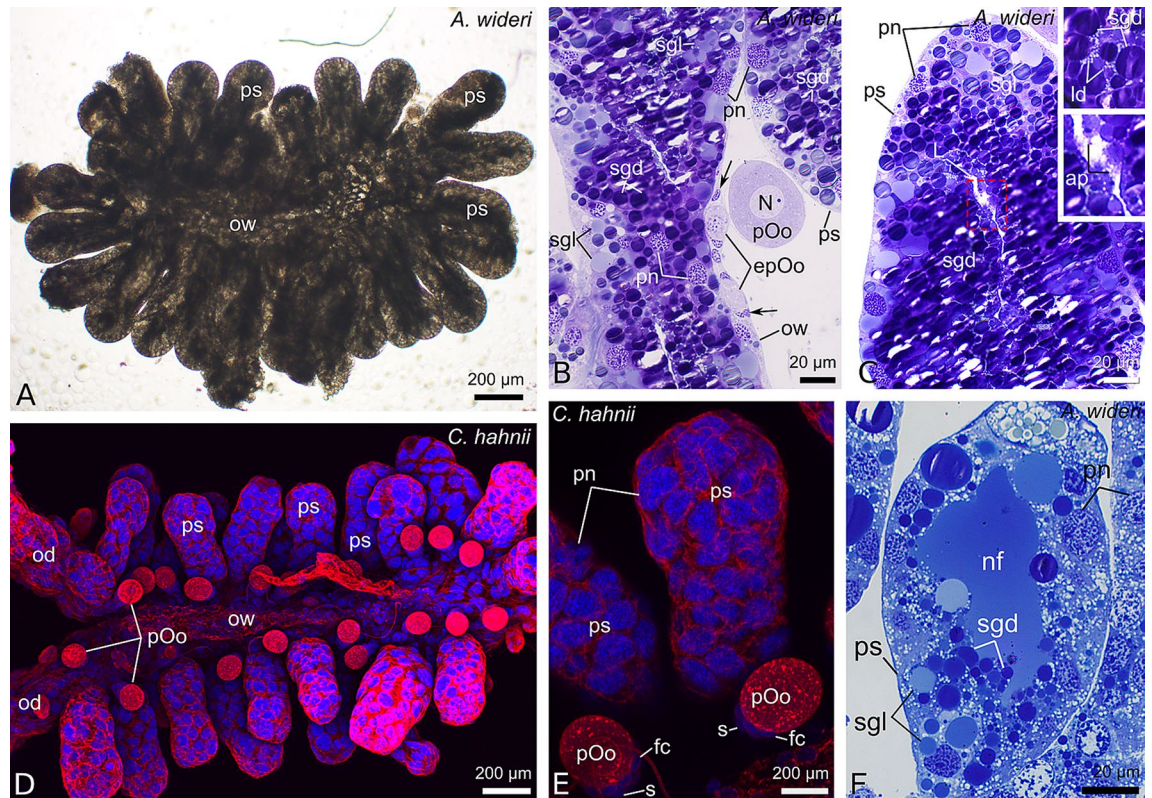 A. wideri
ps
ps
ps
ow
A
200 µm
A. wideri
sgl
pn
sgd
sgd
N
pOo
sgl
ps
pn
epOo
ow
B
20 µm
A. wideri
pn
sgl
ps
L
sgd
sgd
ld
ap
C
20 µm
C. hahnii
ps
ps
ps
od
ow
pOo
od
D
200 µm
C. hahnii
pn
ps
ps
pOo
s
fc
pOo
fc
s
E
200 µm
A. wideri
pn
nf
sgd
ps
sgl
F
20 µm